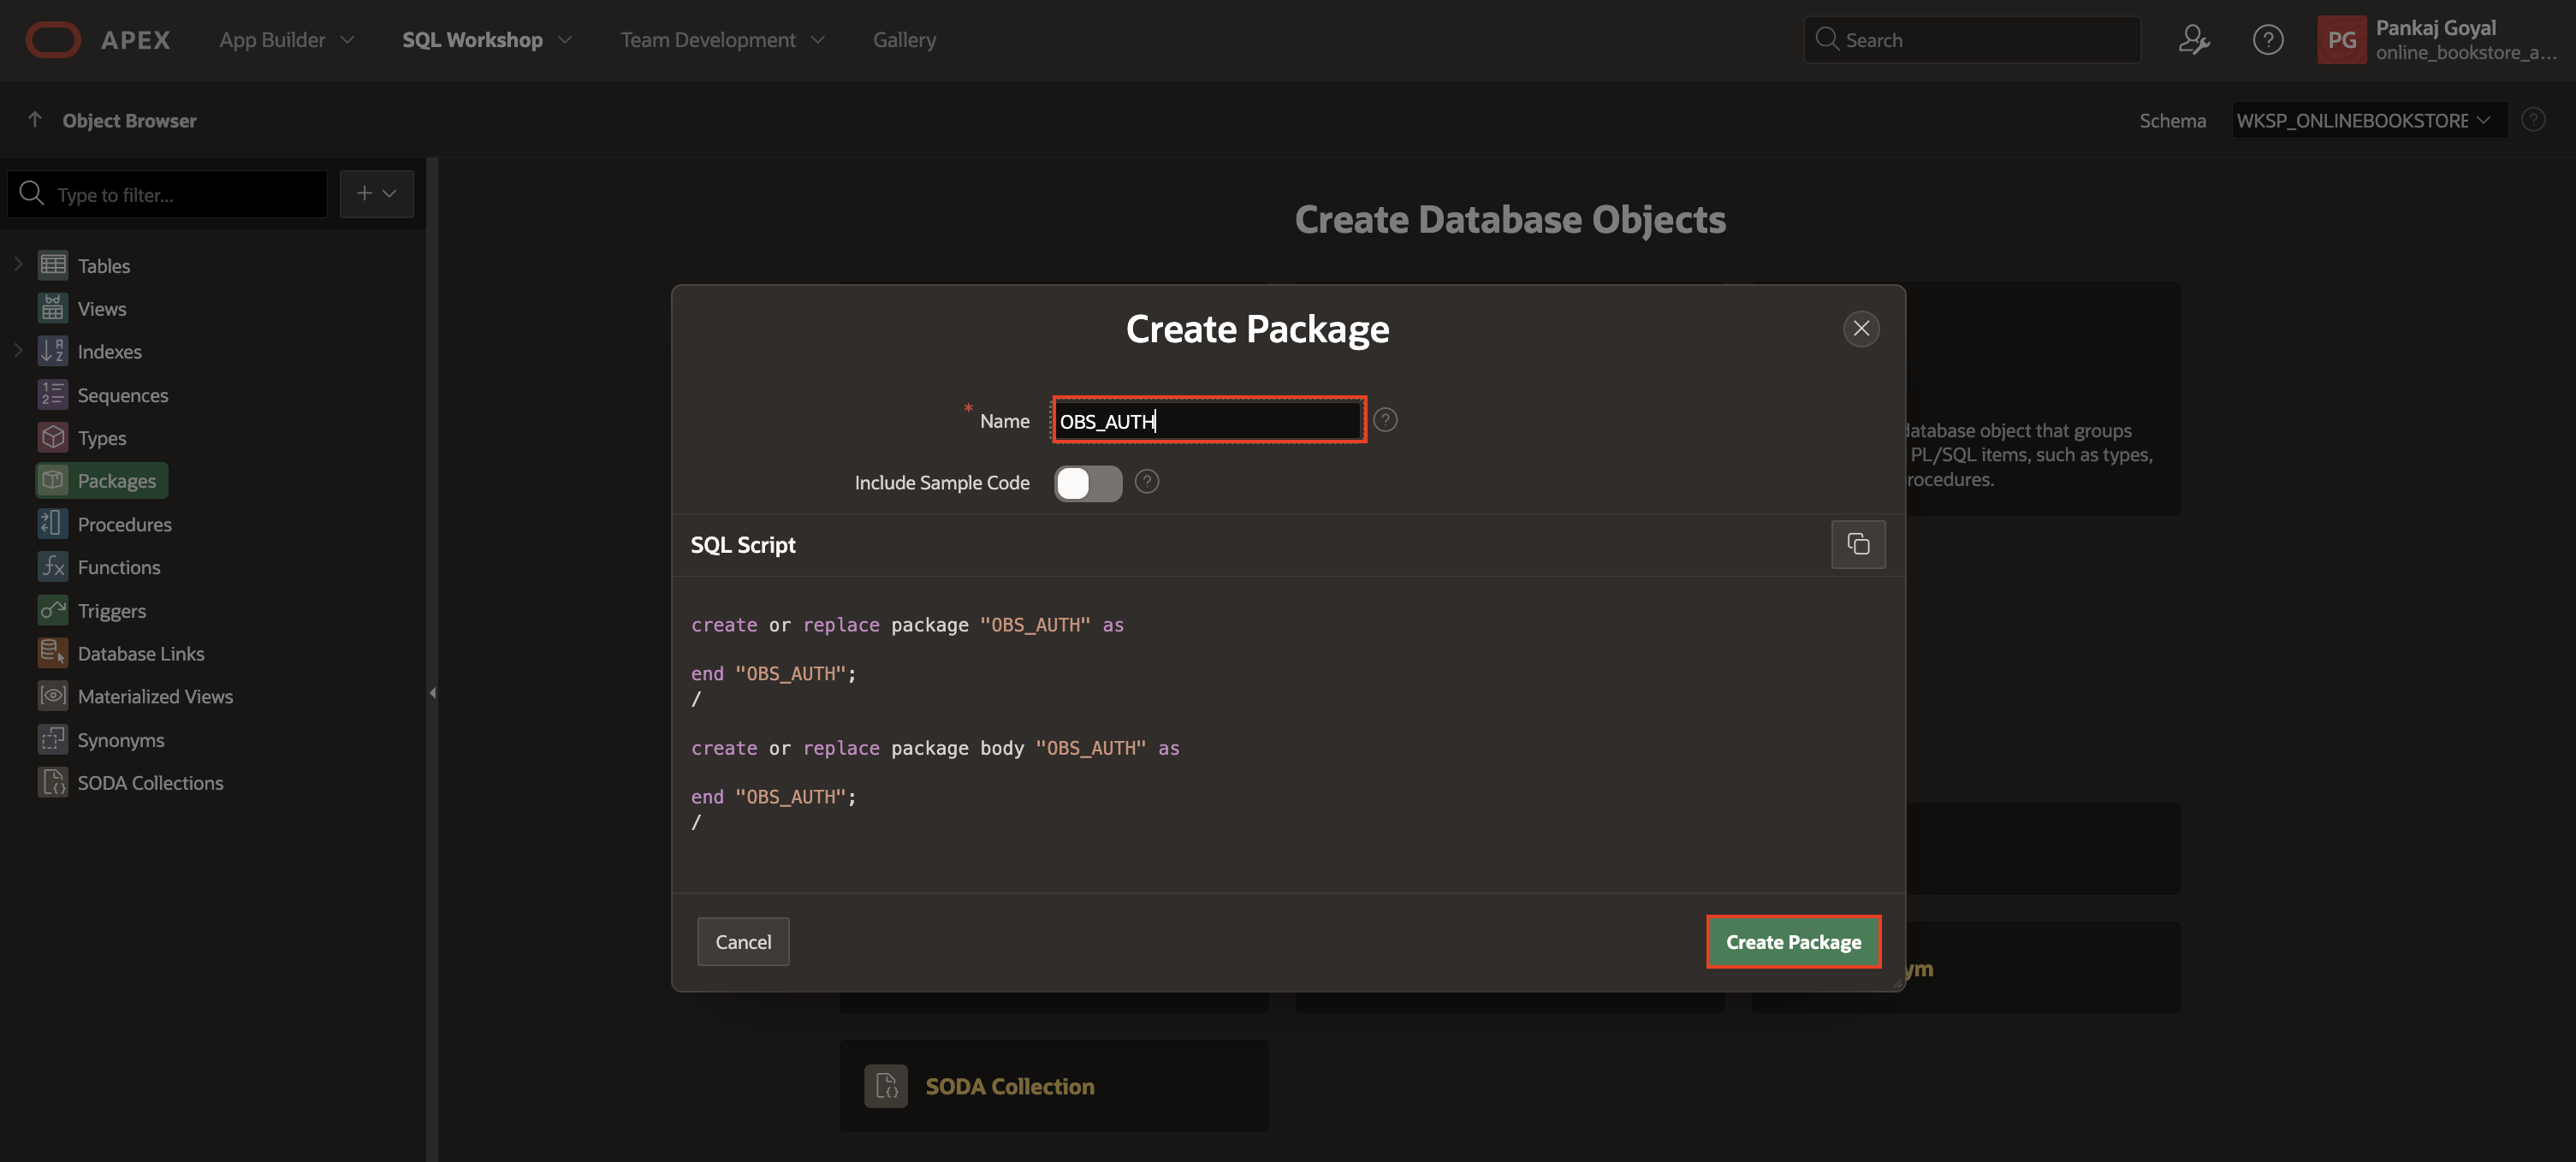 APEX
App Builder
SQL Workshop
Team Development
Gallery
Search
PG
Pankaj Goyal
online_bookstore_a...
Object Browser
Schema
WKSP_ONLINEBOOKSTORE
Type to filter...
Tables
Views
Indexes
Sequences
Types
Packages
Procedures
Functions
Triggers
Database Links
Materialized Views
Synonyms
SODA Collections
Create Database Objects
database object that groups
PL/SQL items, such as types,
Create Package
* Name
OBS_AUTH
Include Sample Code
SQL Script
create or replace package "OBS_AUTH" as
end "OBS_AUTH";
/
create or replace package body "OBS_AUTH" as
end "OBS_AUTH";
/
Cancel
Create Package
SODA Collection